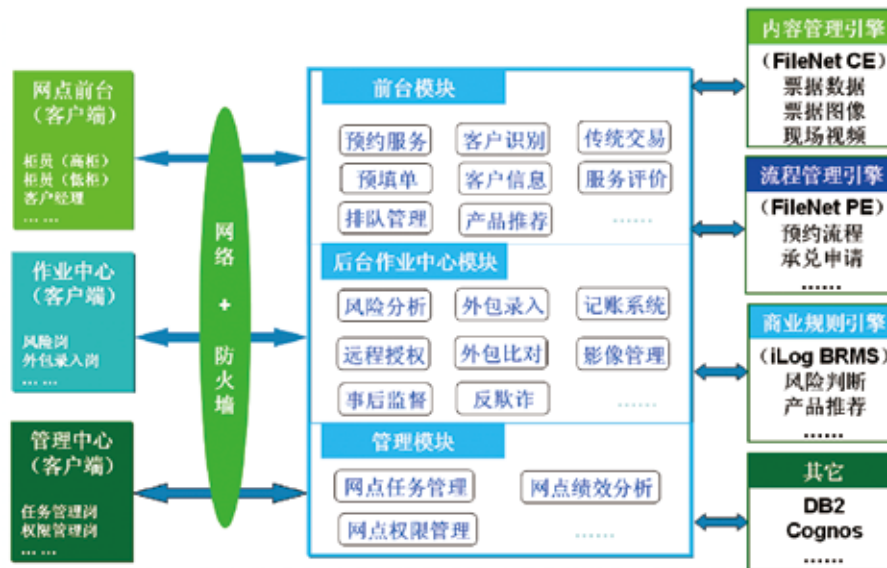 网点前台
（客户端）
柜员（高柜）
柜员（低柜）
客户经理
... ...
作业中心
（客户端）
风险岗
外包录入岗
... ...
管理中心
（客户端）
任务管理岗
权限管理岗
... ...
网络+防火墙
前台模块
预约服务 客户识别 传统交易
预填单 客户信息 服务评价
排队管理 产品推荐 ......
后台作业中心模块
风险分析 外包录入 记账系统
远程授权 外包比对 影像管理
事后监督 反欺诈 ......
管理模块
网点任务管理 网点绩效分析
网点权限管理 ......
内容管理引擎
（FileNet CE）
票据数据
票据图像
现场视频
流程管理引擎
（FileNet PE）
预约流程
承兑申请
......
商业规则引擎
（iLog BRMS）
风险判断
产品推荐
......
其它
DB2
Cognos
......